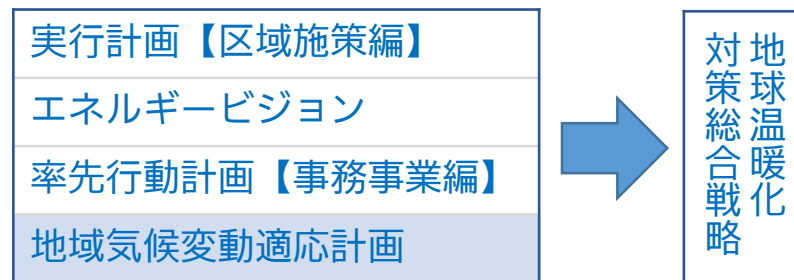 実行計画【区域施策編】
エネルギービジョン
率先行動計画【事務事業編】
地域気候変動適応計画
地球温暖化
対策総合戦略